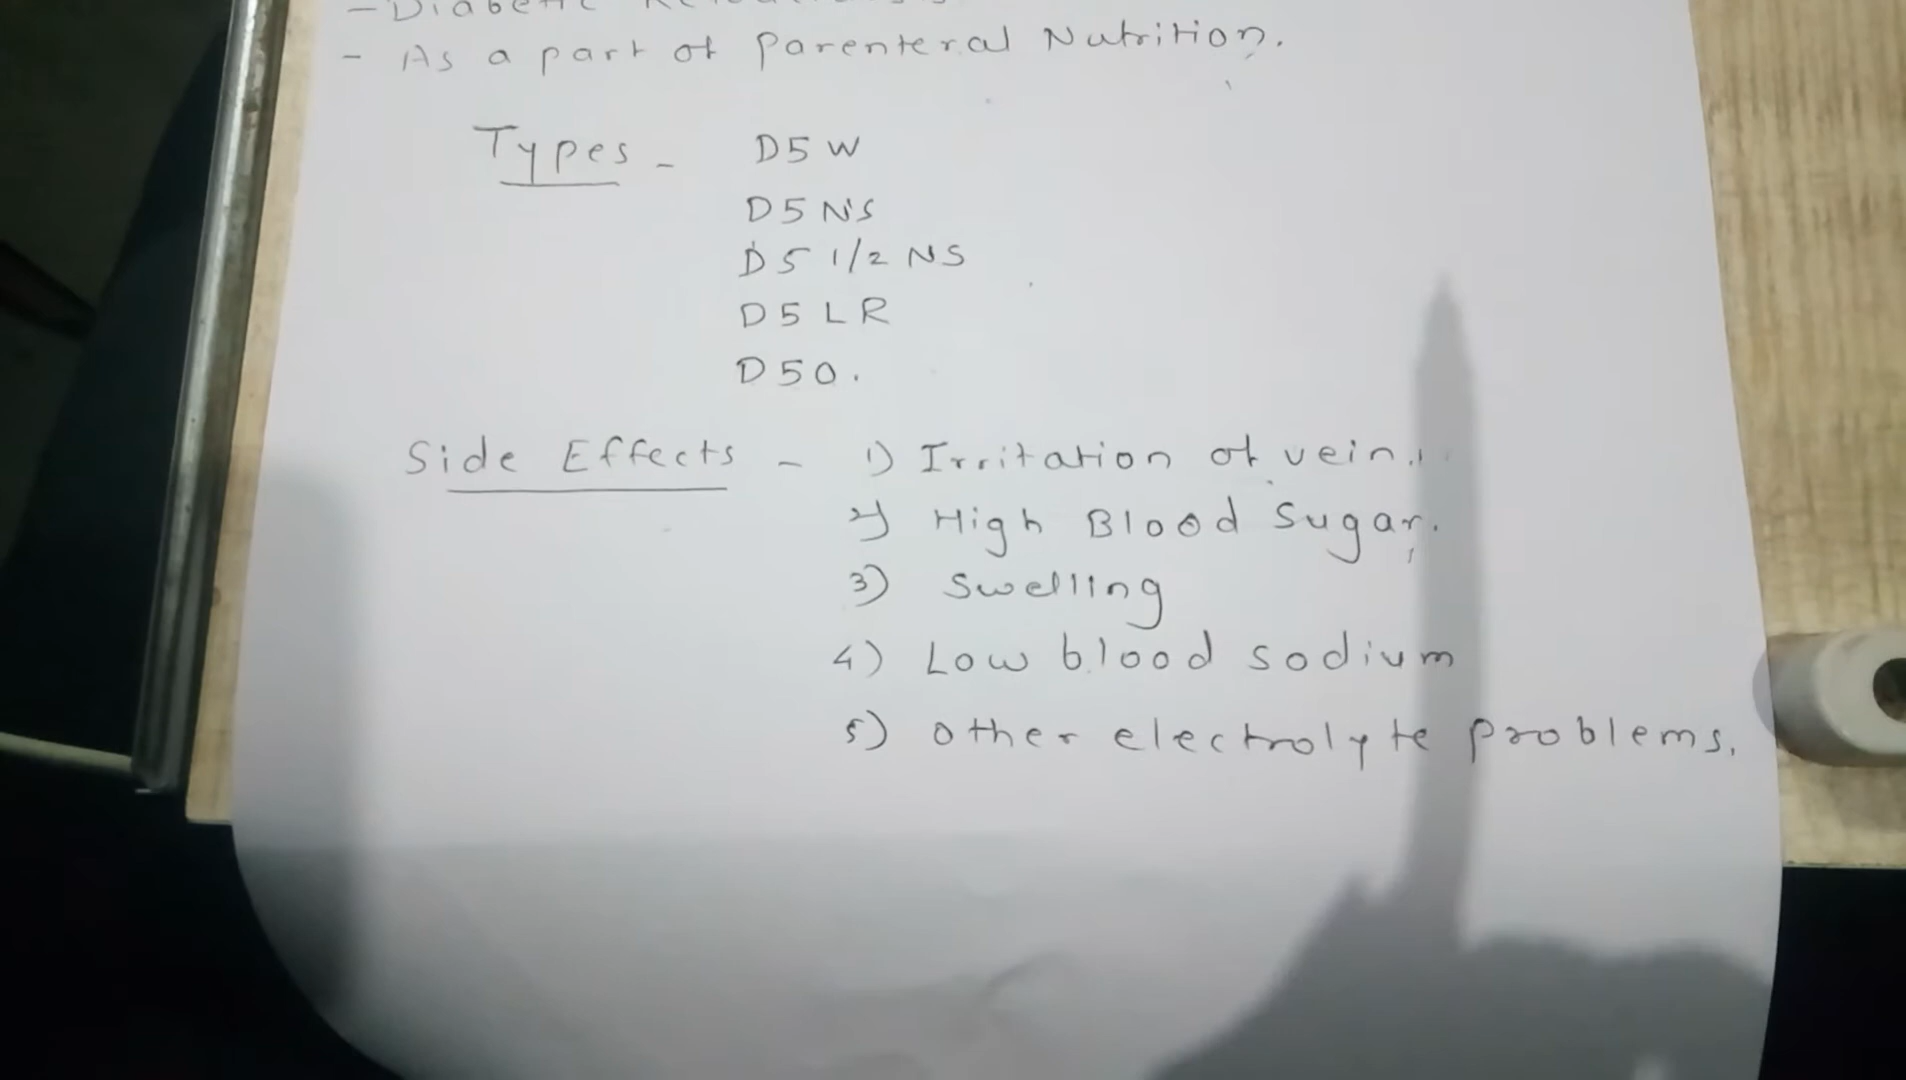 - As a part of Parenteral Nutrition.
Types - D5W
D5 NS
D5 1/2 NS
D5 LR
D50.
Side Effects - 1) Irritation of vein.
2) High Blood Sugar.
3) Swelling
4) Low blood sodium
5) Other electrolyte problems.